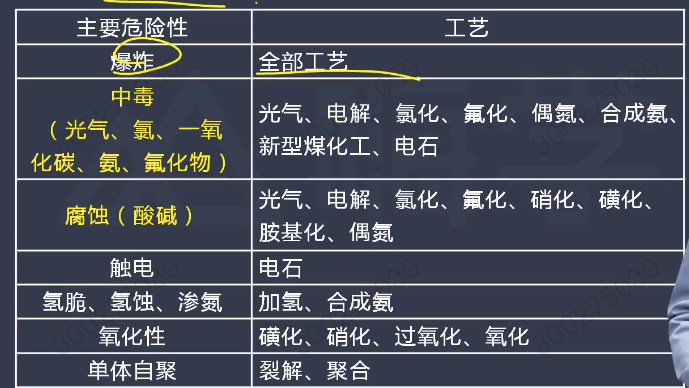 主要危险性 工艺
爆炸 全部工艺
中毒
（光气、氯、一氧
化碳、氨、氟化物）
光气、电解、氯化、氟化、偶氮、合成氨、
新型煤化工、电石
腐蚀（酸碱）
光气、电解、氯化、氟化、硝化、磺化、
胺基化、偶氮
触电 电石
氢脆、氢蚀、渗氮 加氢、合成氨
氧化性 磺化、硝化、过氧化、氧化
单体自聚 裂解、聚合
300275030
300275030
300275030
300275030